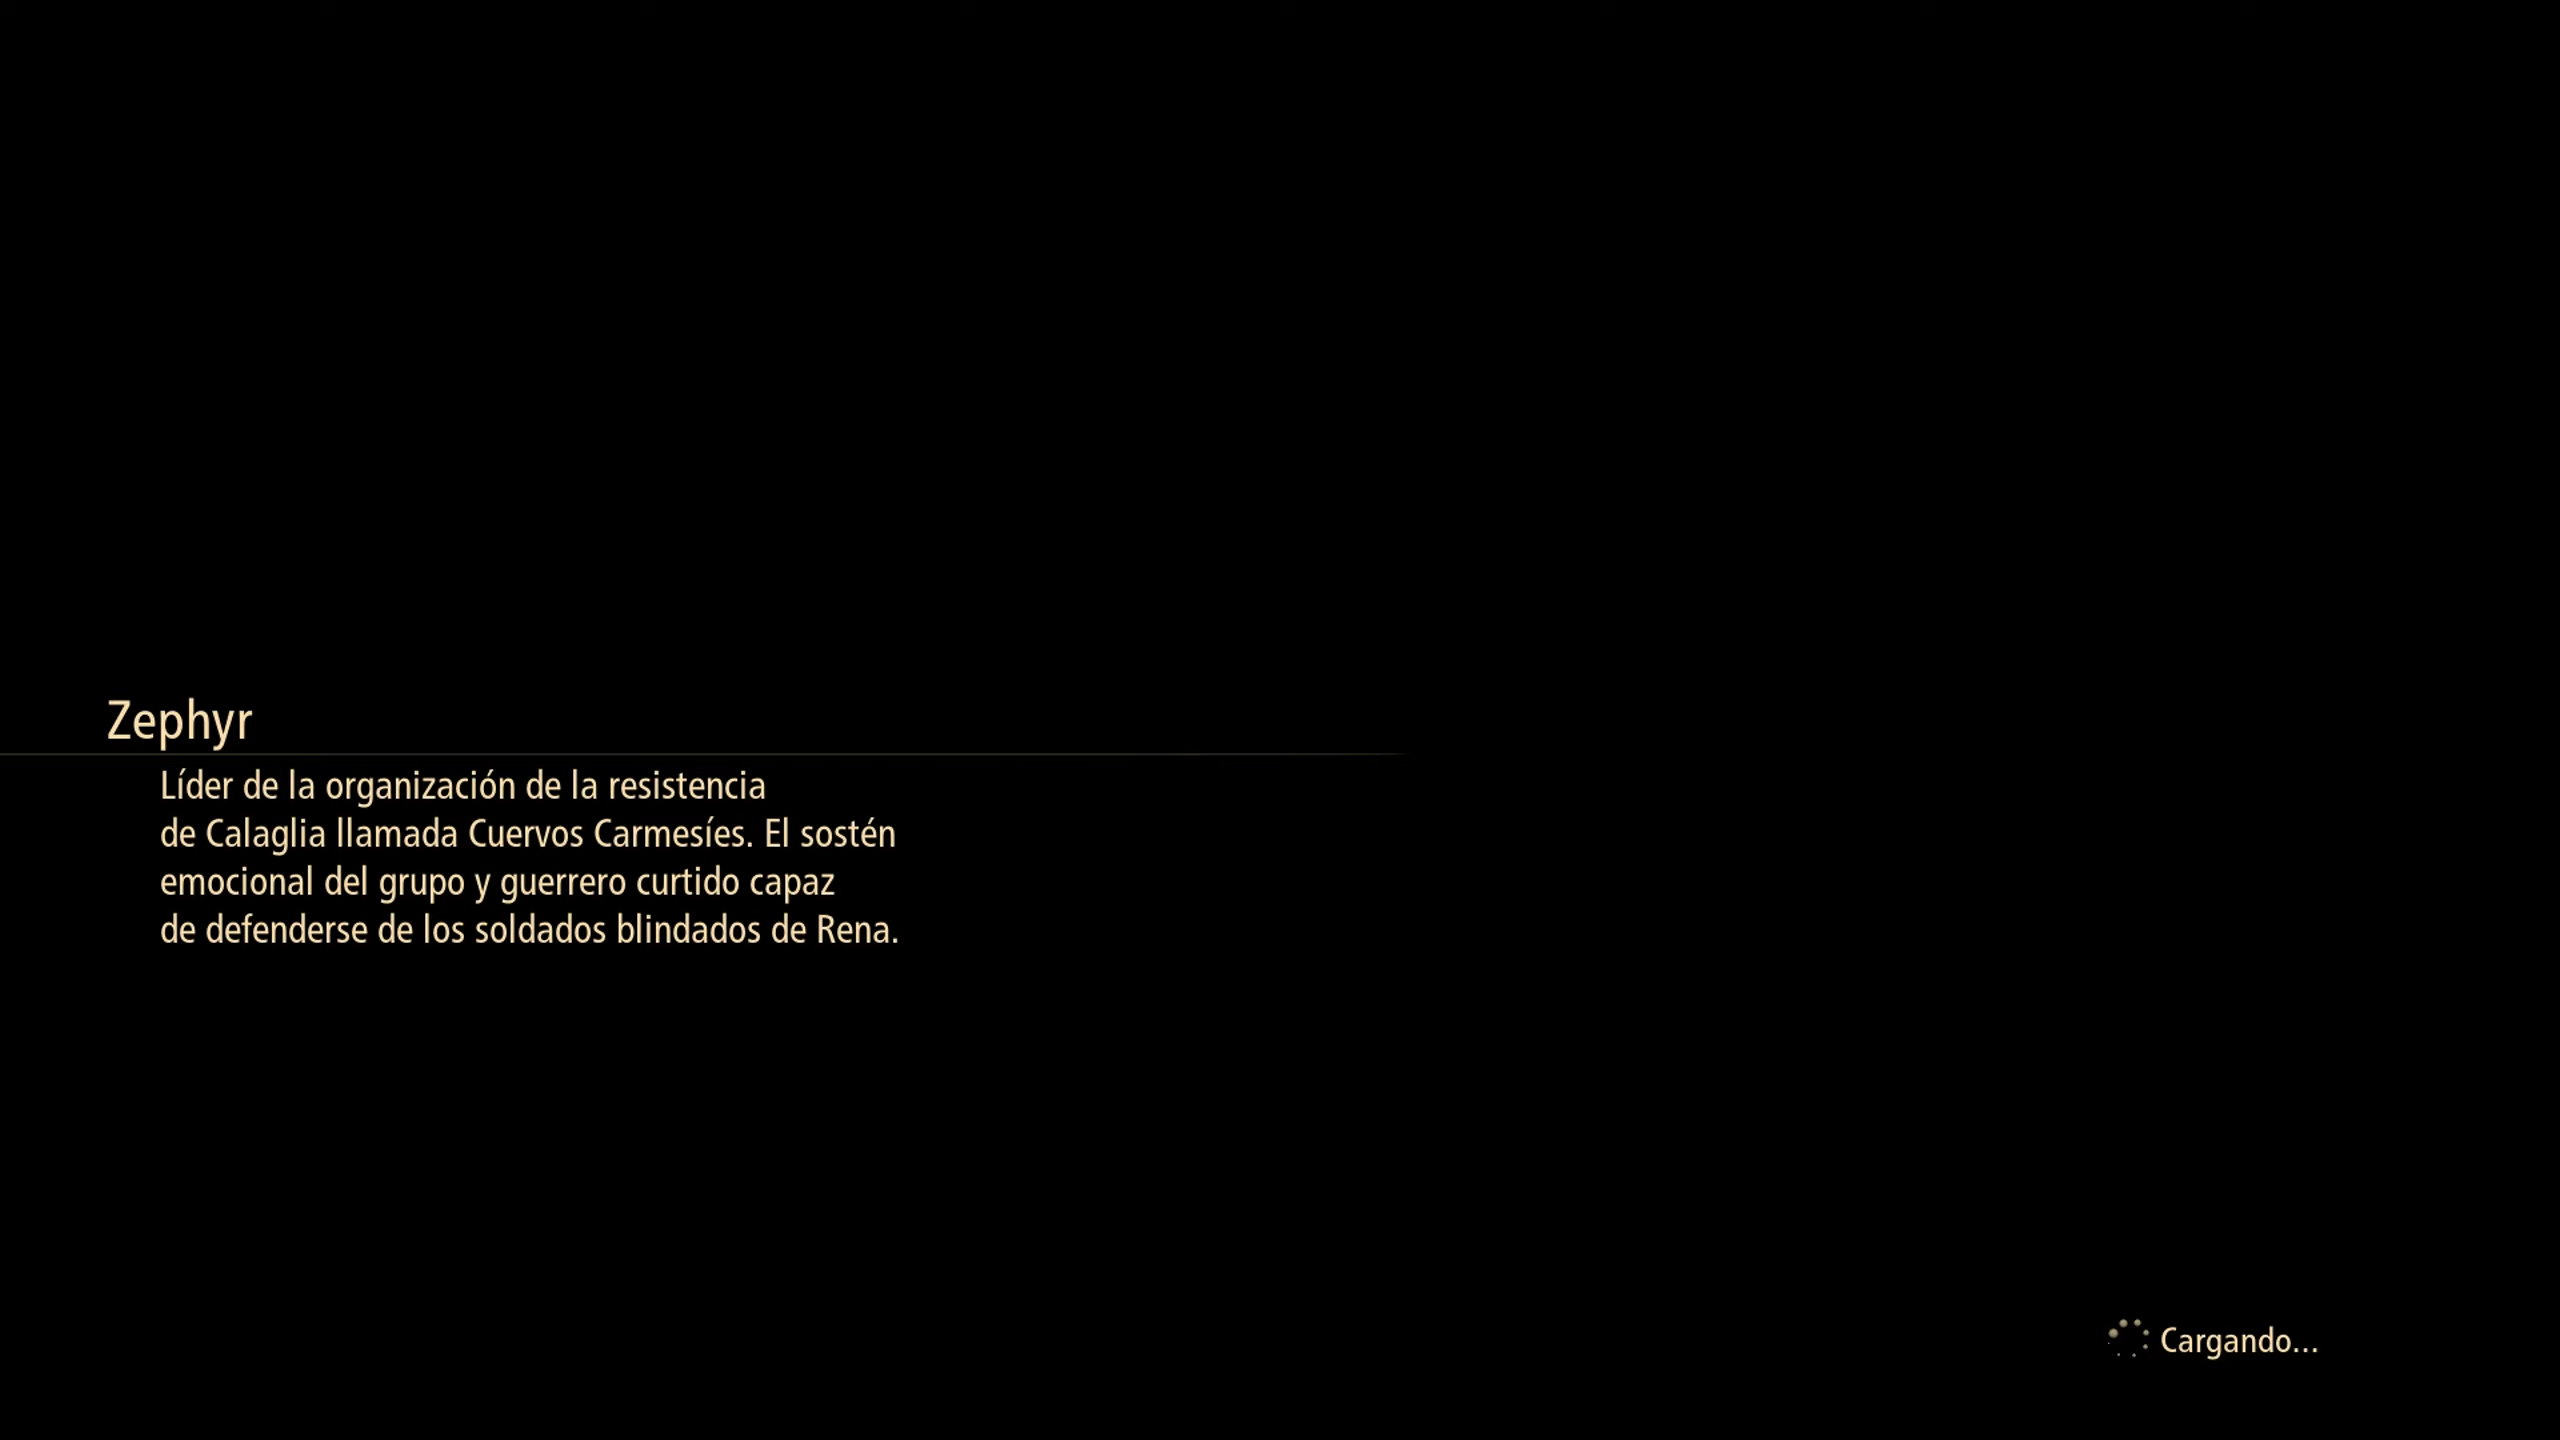 Zephyr
Líder de la organización de la resistencia
de Calaglia llamada Cuervos Carmesíes. El sostén
emocional del grupo y guerrero curtido capaz
de defenderse de los soldados blindados de Rena.
Cargando...